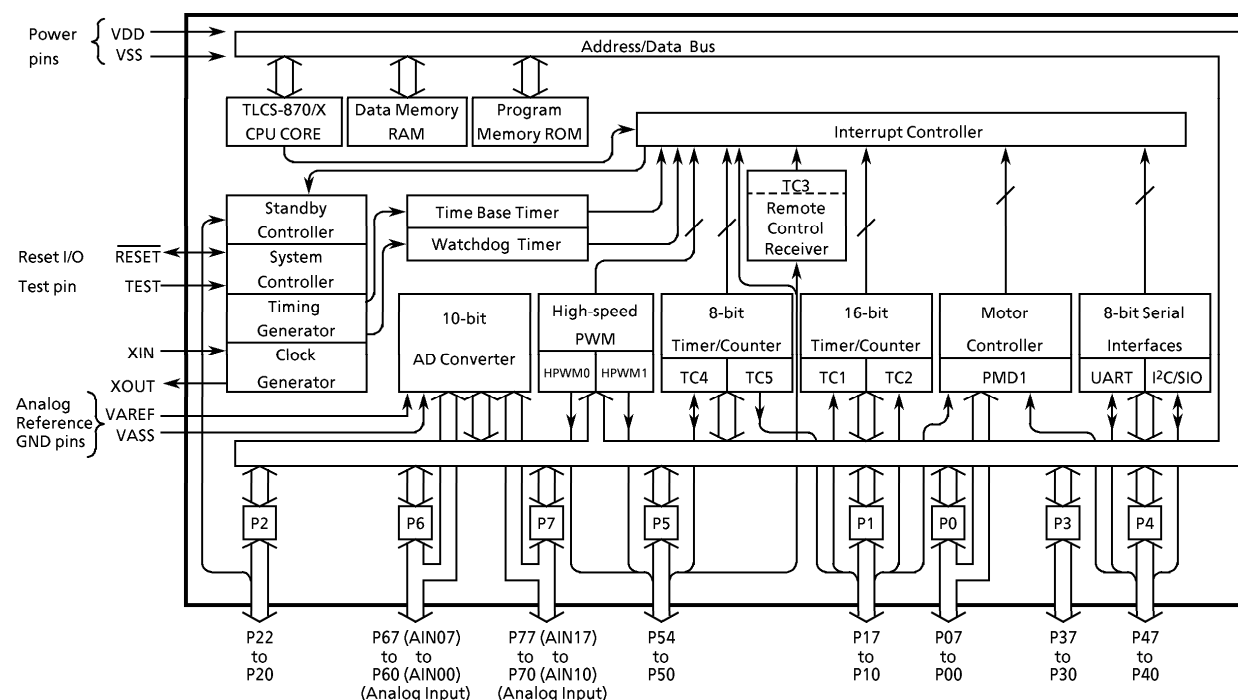 Power pins
VDD
VSS
Address/Data Bus
TLCS-870/X
CPU CORE
Data Memory
RAM
Program
Memory ROM
Interrupt Controller
TC3
Remote
Control
Receiver
Standby
Controller
System
Controller
Timing
Generator
Clock
Generator
Time Base Timer
Watchdog Timer
Reset I/O
RESET
Test pin
TEST
XIN
XOUT
Analog
Reference
GND pins
VAREF
VASS
10-bit
AD Converter
High-speed
PWM
HPWM0
HPWM1
8-bit
Timer/Counter
TC4
TC5
16-bit
Timer/Counter
TC1
TC2
Motor
Controller
PMD1
8-bit Serial
Interfaces
UART
I²C/SIO
P2
P6
P7
P5
P1
P0
P3
P4
P22
to
P20
P67 (AIN07)
to to
P60 (AIN00)
(Analog Input)
P77 (AIN17)
to to
P70 (AIN10)
(Analog Input)
P54
to
P50
P17
to
P10
P07
to
P00
P37
to
P30
P47
to
P40